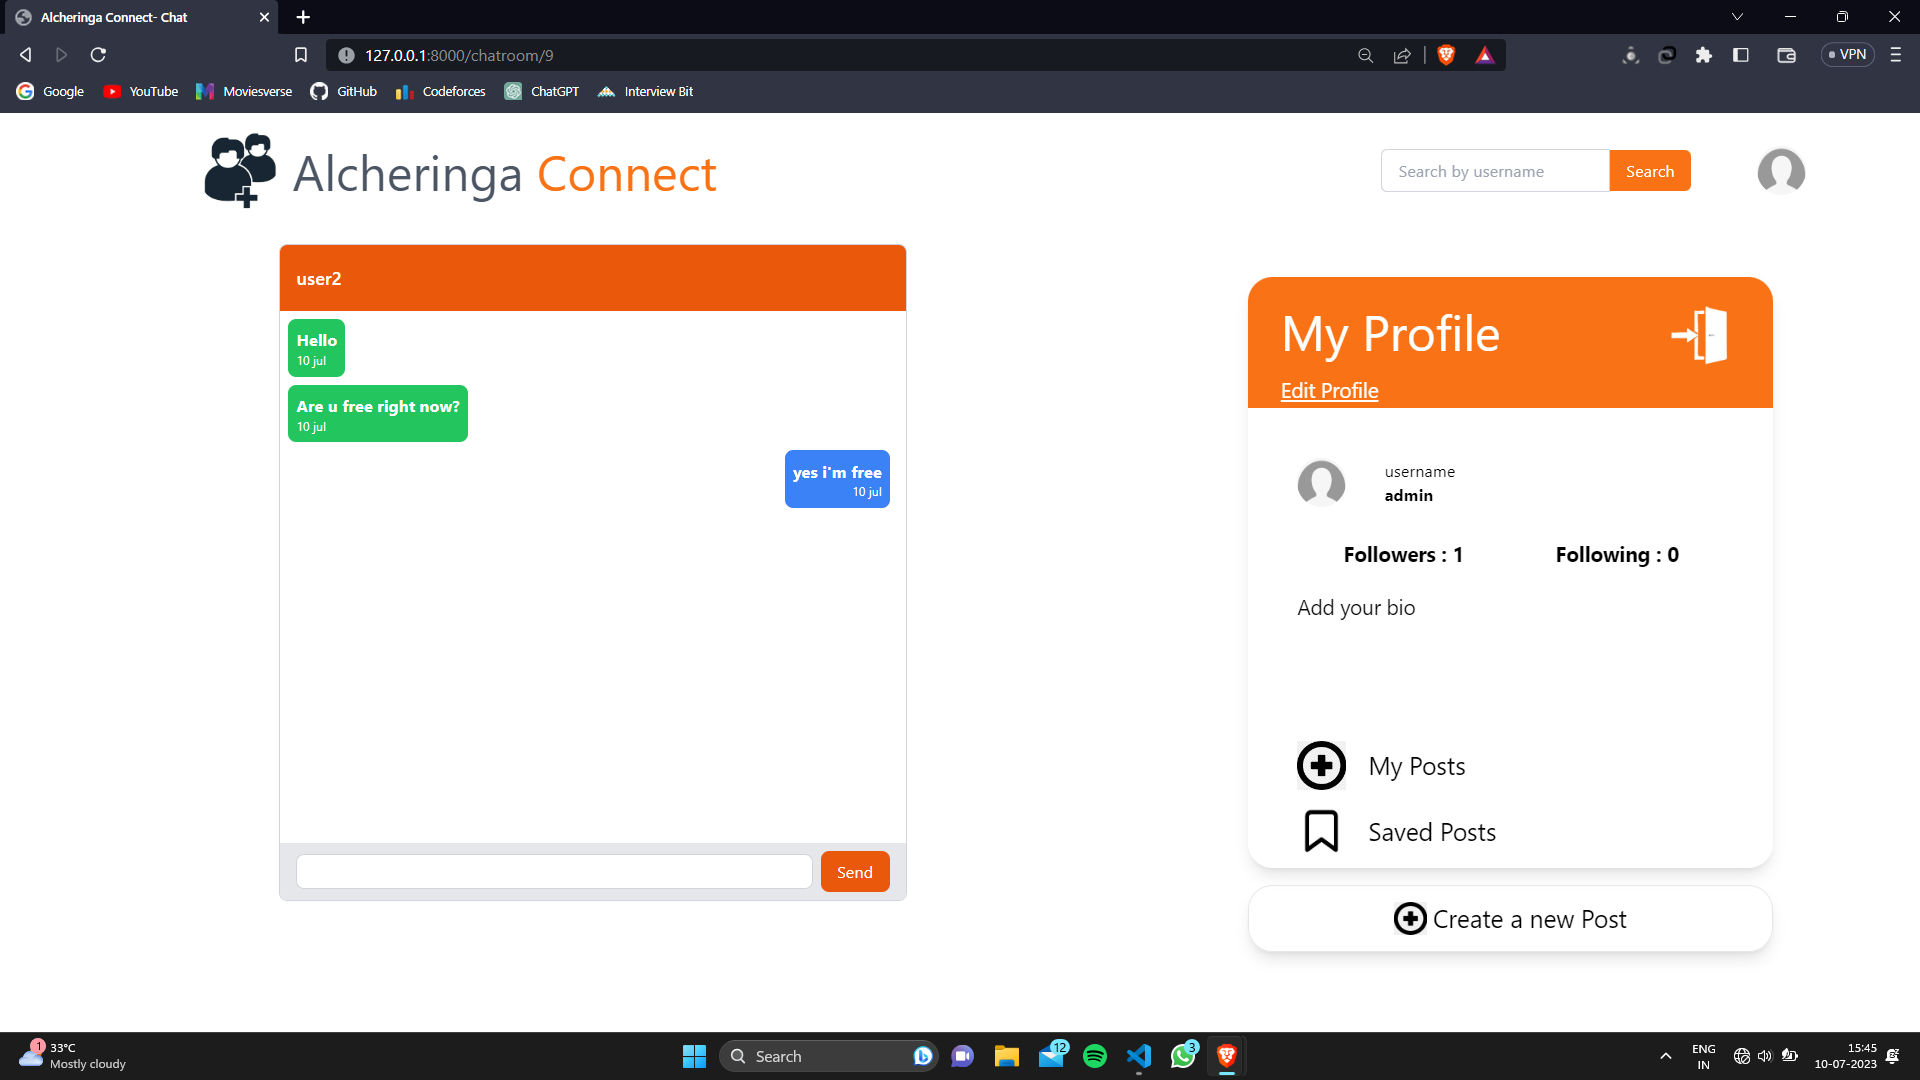 Alcheringa Connect- Chat
127.0.0.1:8000/chatroom/9
VPN
Google
YouTube
Moviesverse
GitHub
Codeforces
ChatGPT
Interview Bit
Alcheringa Connect
Search by username
Search
user2
Hello
10 jul
Are u free right now?
10 jul
yes i'm free
10 jul
Send
My Profile
Edit Profile
username
admin
Followers : 1
Following : 0
Add your bio
My Posts
Saved Posts
Create a new Post
1
33°C
Mostly cloudy
Search
12
3
ENG
IN
15:45
10-07-2023